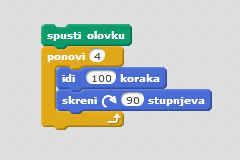 spusti olovku
ponovi 4
idi 100 koraka
skreni 90 stupnjeva